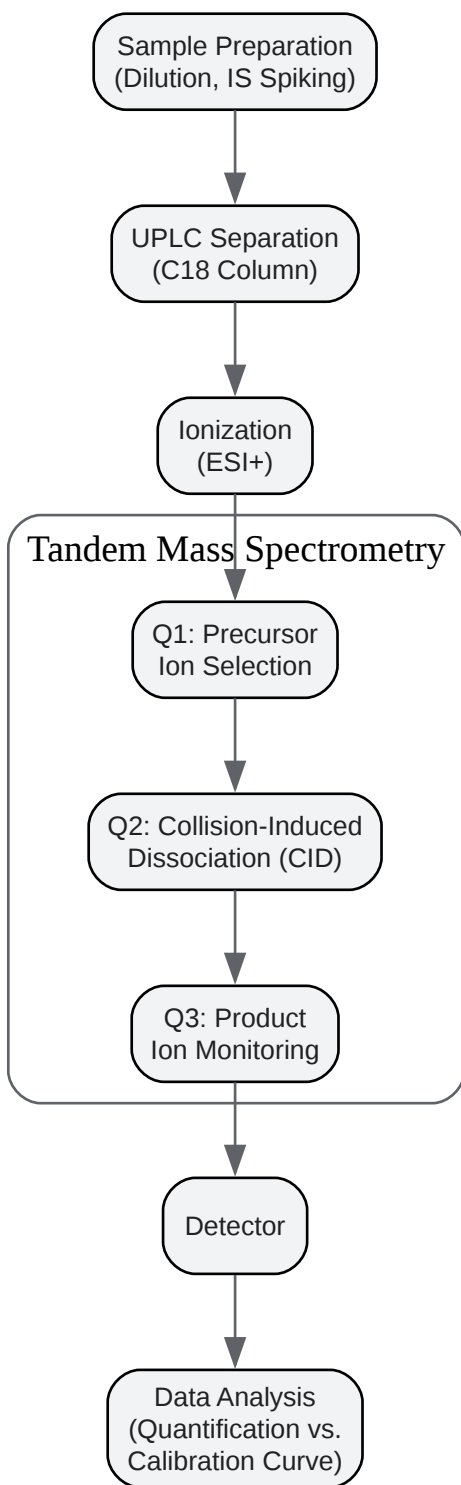 Sample Preparation
(Dilution, IS Spiking)
UPLC Separation
(C18 Column)
Ionization
(ESI+)
Tandem Mass Spectrometry
Q1: Precursor
Ion Selection
Q2: Collision-Induced
Dissociation (CID)
Q3: Product
Ion Monitoring
Detector
Data Analysis
(Quantification vs.
Calibration Curve)